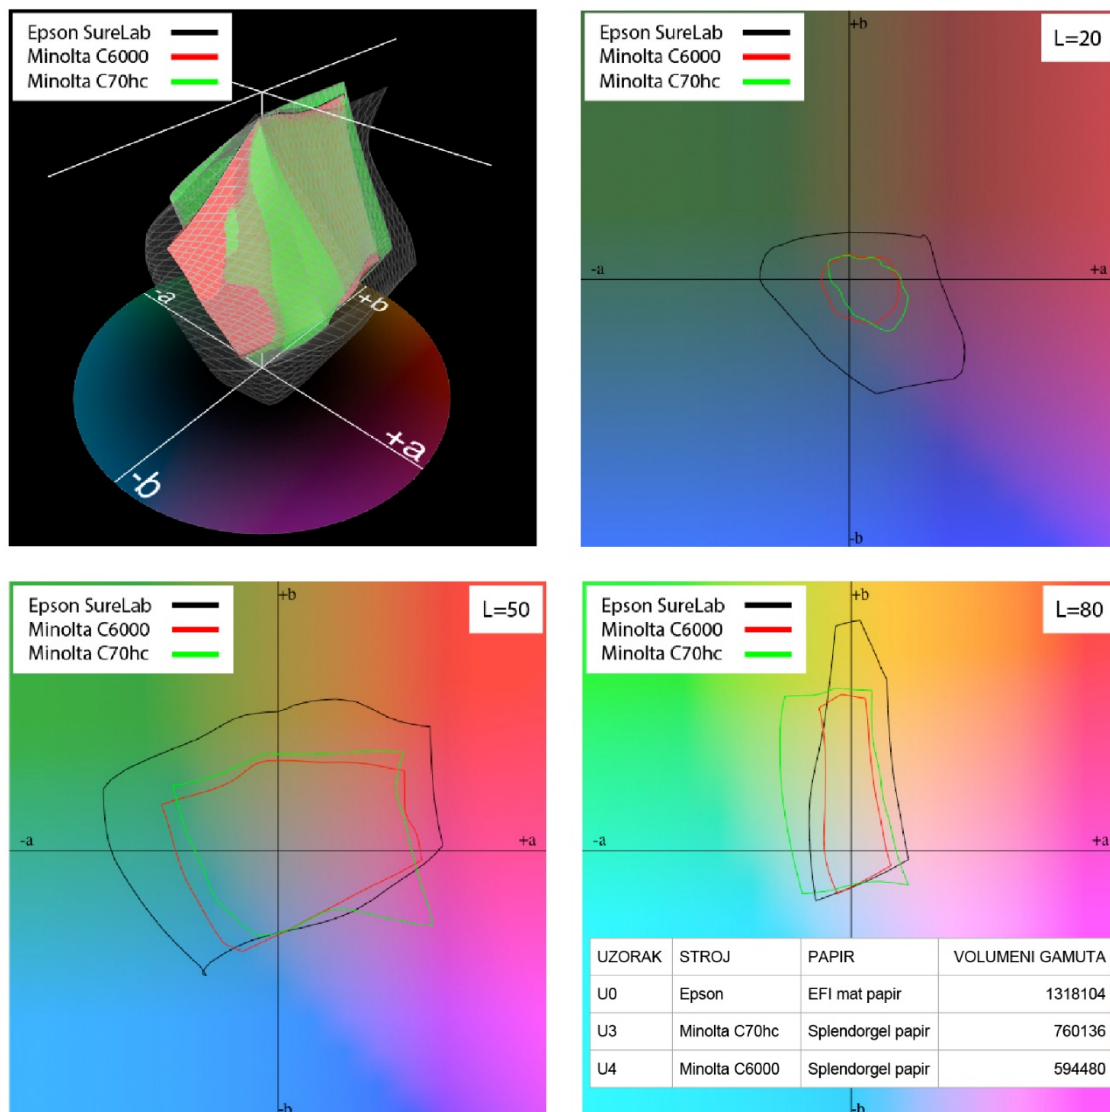 Epson SureLab
Minolta C6000
Minolta C70hc
-a
+b
-b
+a
Epson SureLab
Minolta C6000
Minolta C70hc
+b
L=20
-a
+a
-b
Epson SureLab
Minolta C6000
Minolta C70hc
+b
L=50
-a
+a
-b
Epson SureLab
Minolta C6000
Minolta C70hc
+b
L=80
-a
+a
UZORAK STROJ PAPIR VOLUMENI GAMUTA
U0 Epson EFI mat papir 1318104
U3 Minolta C70hc Splendorgel papir 760136
U4 Minolta C6000 Splendorgel papir 594480
-b